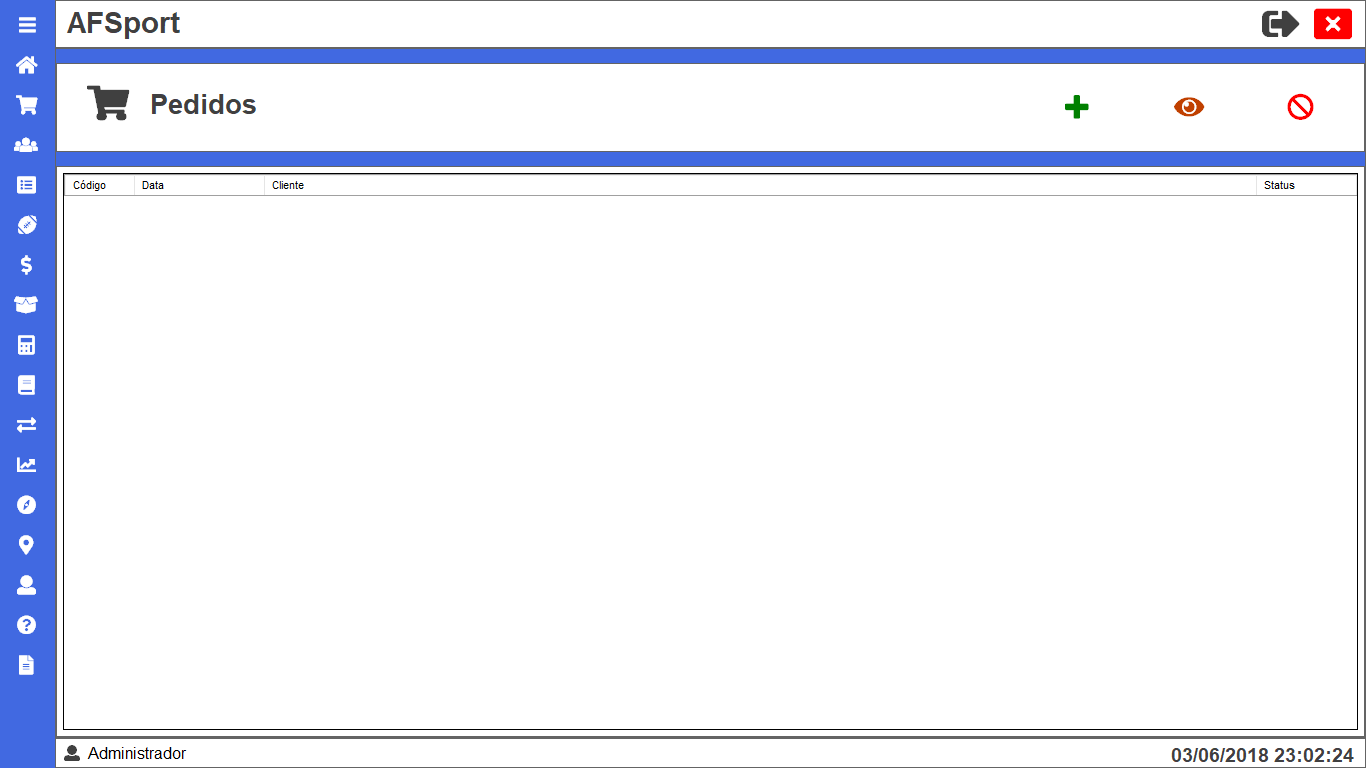 AFSport
Pedidos
Código Data Cliente Status
Administrador 03/06/2018 23:02:24